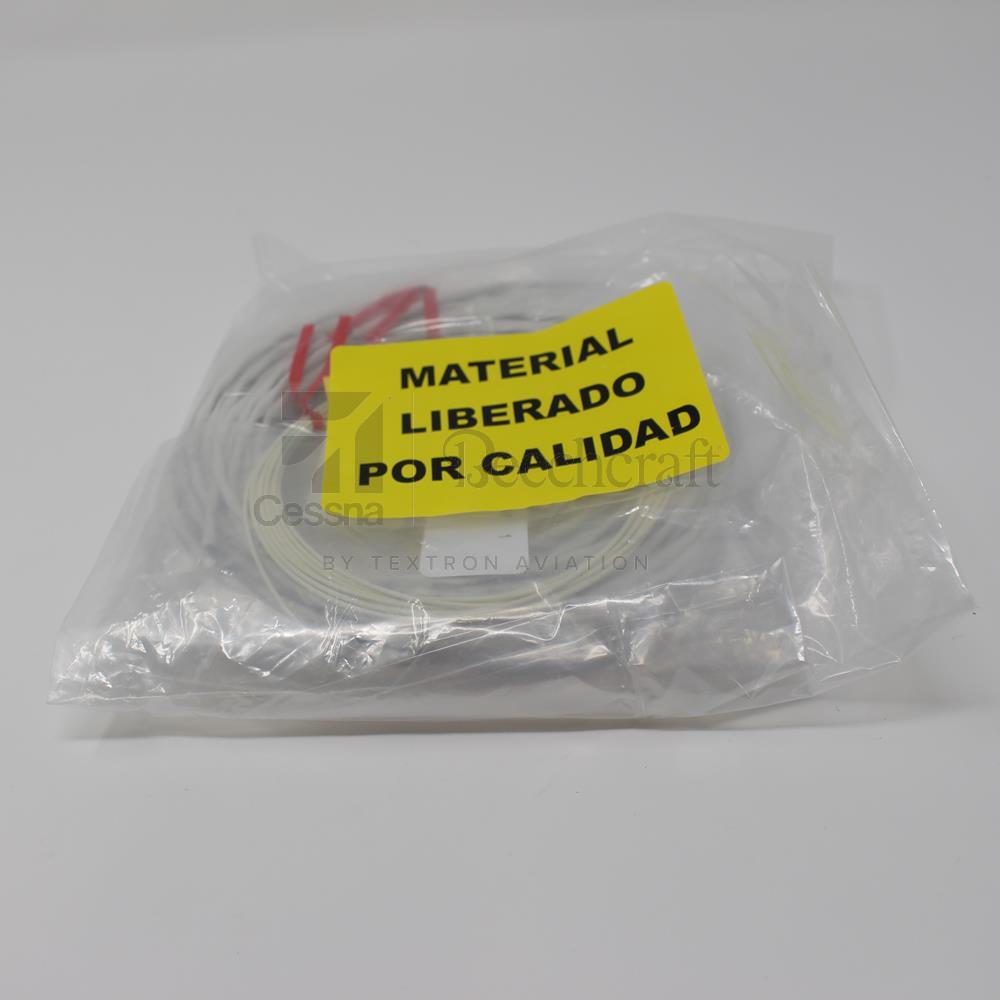 MATERIAL
LIBERADO
POR CALIDAD
Cessna Beechcraft
BY TEXTRON AVIATION